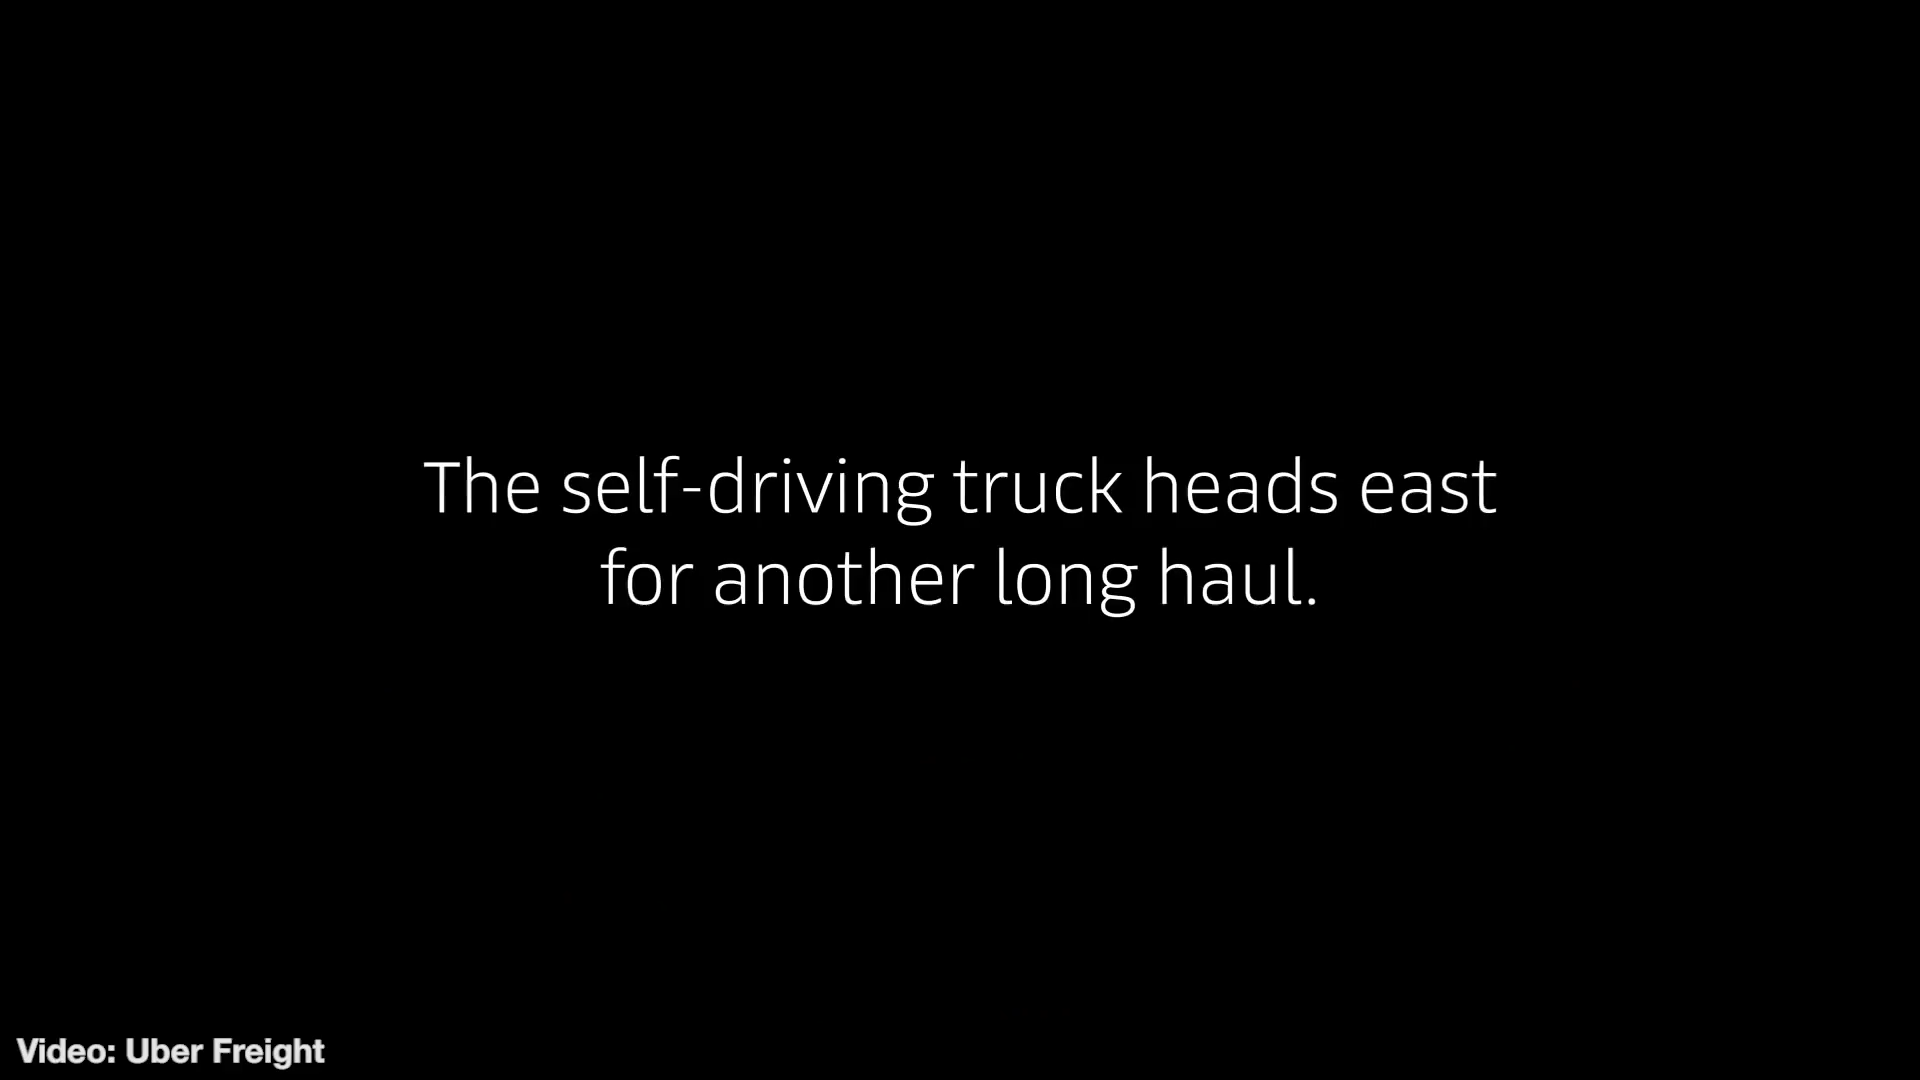 The self-driving truck heads east
for another long haul.
Video: Uber Freight